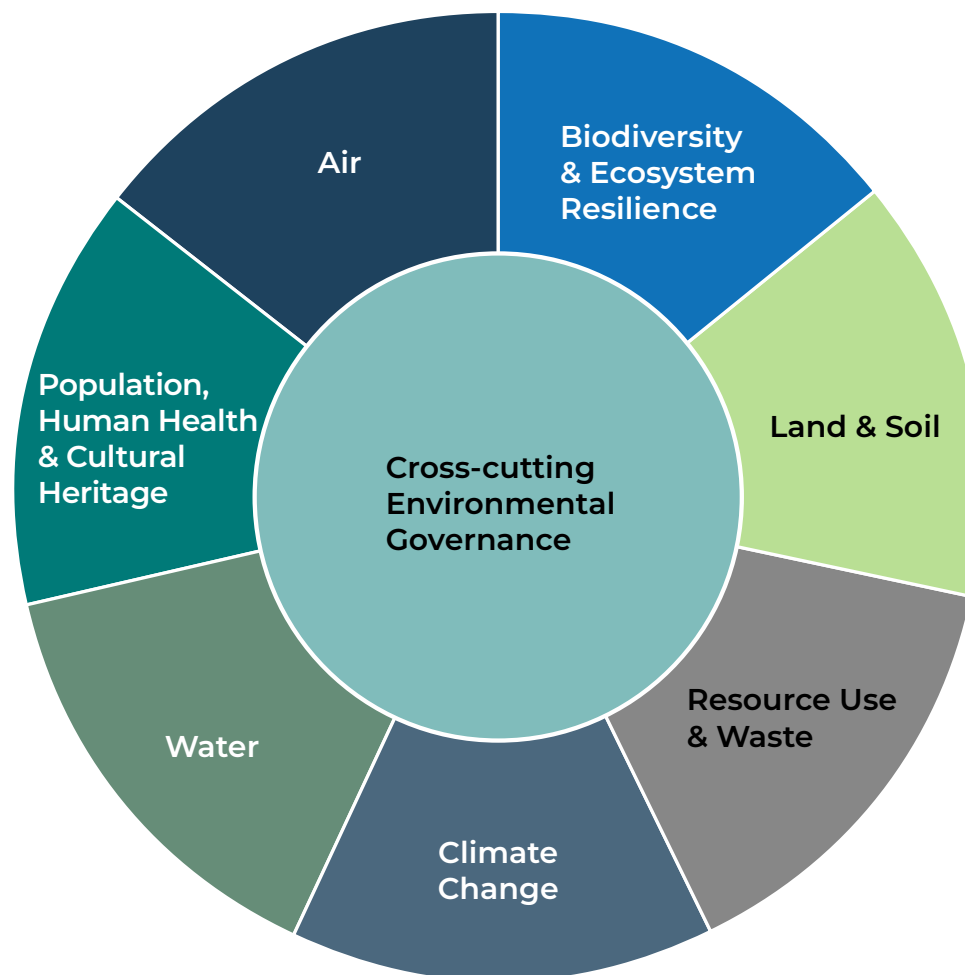 Air
Biodiversity
& Ecosystem
Resilience
Land & Soil
Resource Use
& Waste
Climate
Change
Water
Population,
Human Health
& Cultural
Heritage
Cross-cutting
Environmental
Governance